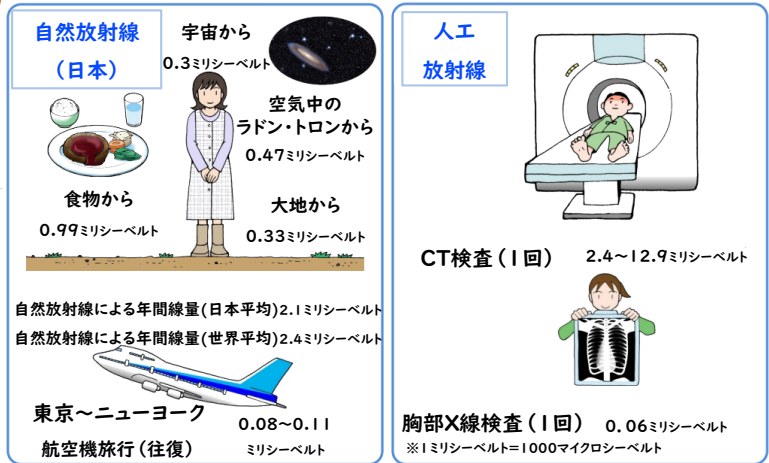 自然放射線
(日本)
宇宙から
0.3ミリシーベルト
空気中の
ラドン・トロンから
0.47ミリシーベルト
食物から
0.99ミリシーベルト
大地から
0.33ミリシーベルト
自然放射線による年間線量(日本平均)2.1ミリシーベルト
自然放射線による年間線量(世界平均)2.4ミリシーベルト
東京〜ニューヨーク
航空機旅行(往復)
0.08〜0.11
ミリシーベルト
人工
放射線
CT検査(1回) 2.4〜12.9ミリシーベルト
胸部X線検査(1回) 0.06ミリシーベルト
※1ミリシーベルト=1000マイクロシーベルト